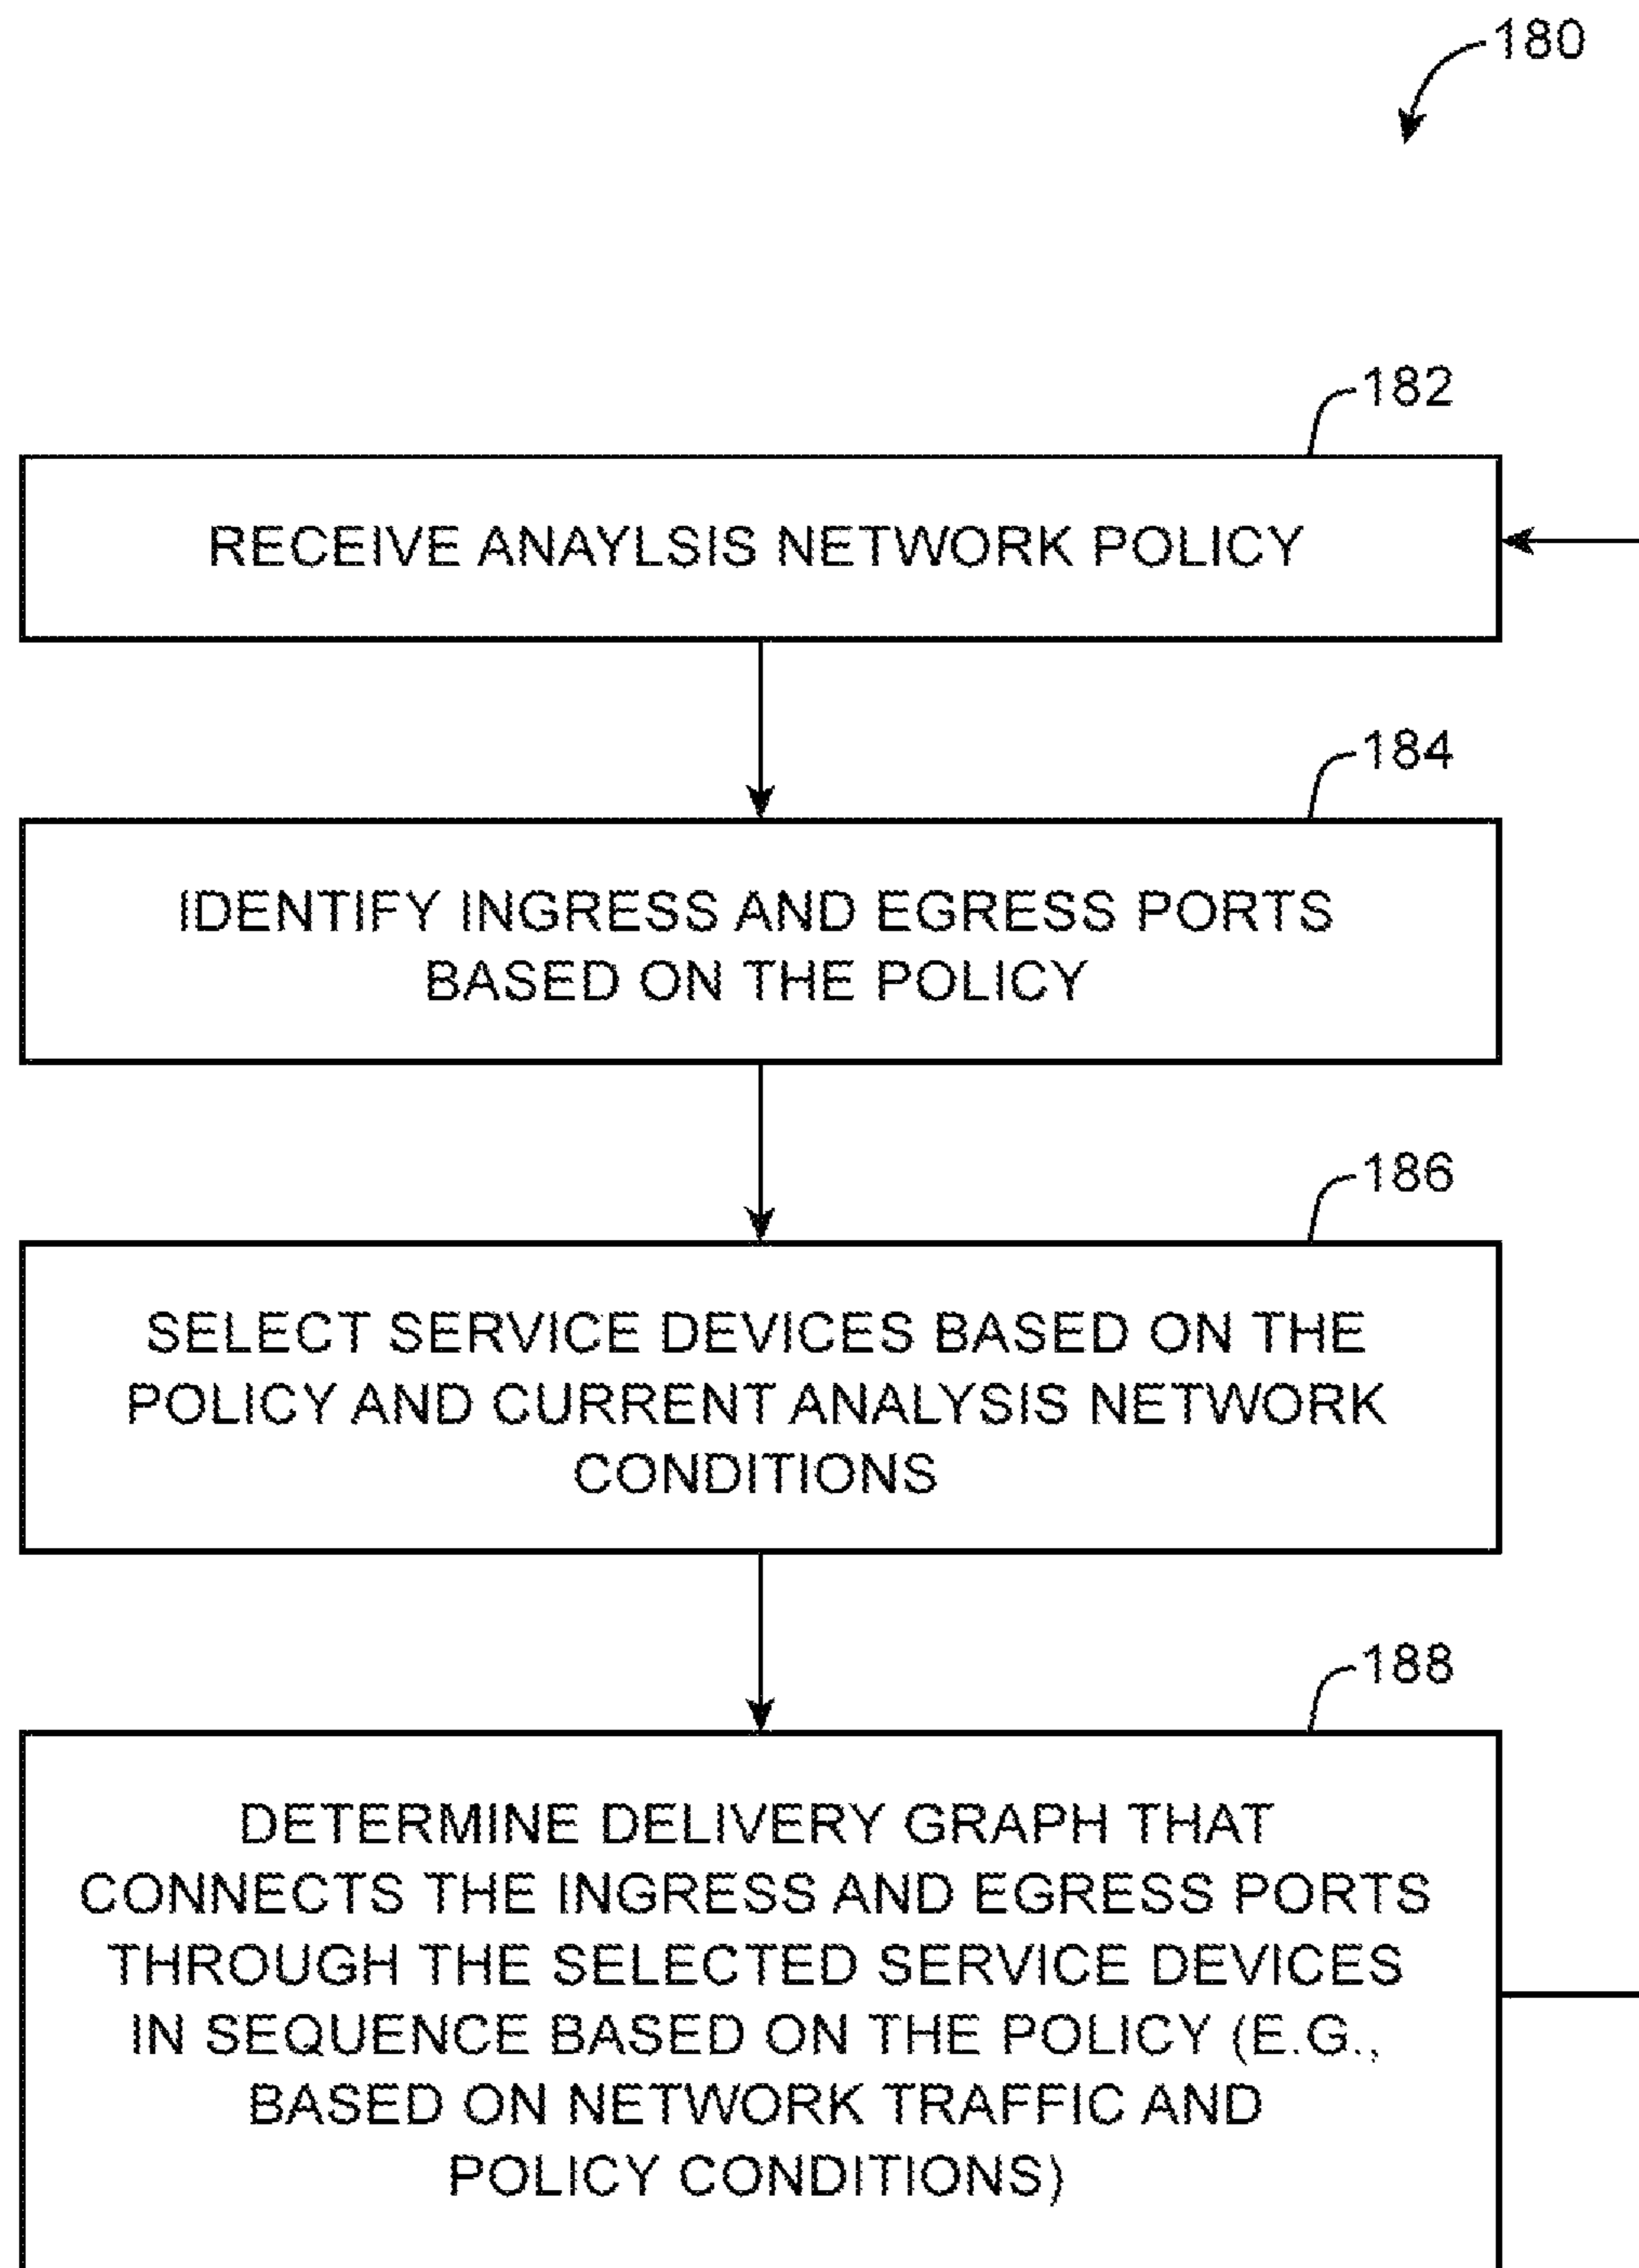 180
182
RECEIVE ANAYLSIS NETWORK POLICY
184
IDENTIFY INGRESS AND EGRESS PORTS
BASED ON THE POLICY
186
SELECT SERVICE DEVICES BASED ON THE
POLICY AND CURRENT ANALYSIS NETWORK
CONDITIONS
188
DETERMINE DELIVERY GRAPH THAT
CONNECTS THE INGRESS AND EGRESS PORTS
THROUGH THE SELECTED SERVICE DEVICES
IN SEQUENCE BASED ON THE POLICY (E.G.,
BASED ON NETWORK TRAFFIC AND
POLICY CONDITIONS)